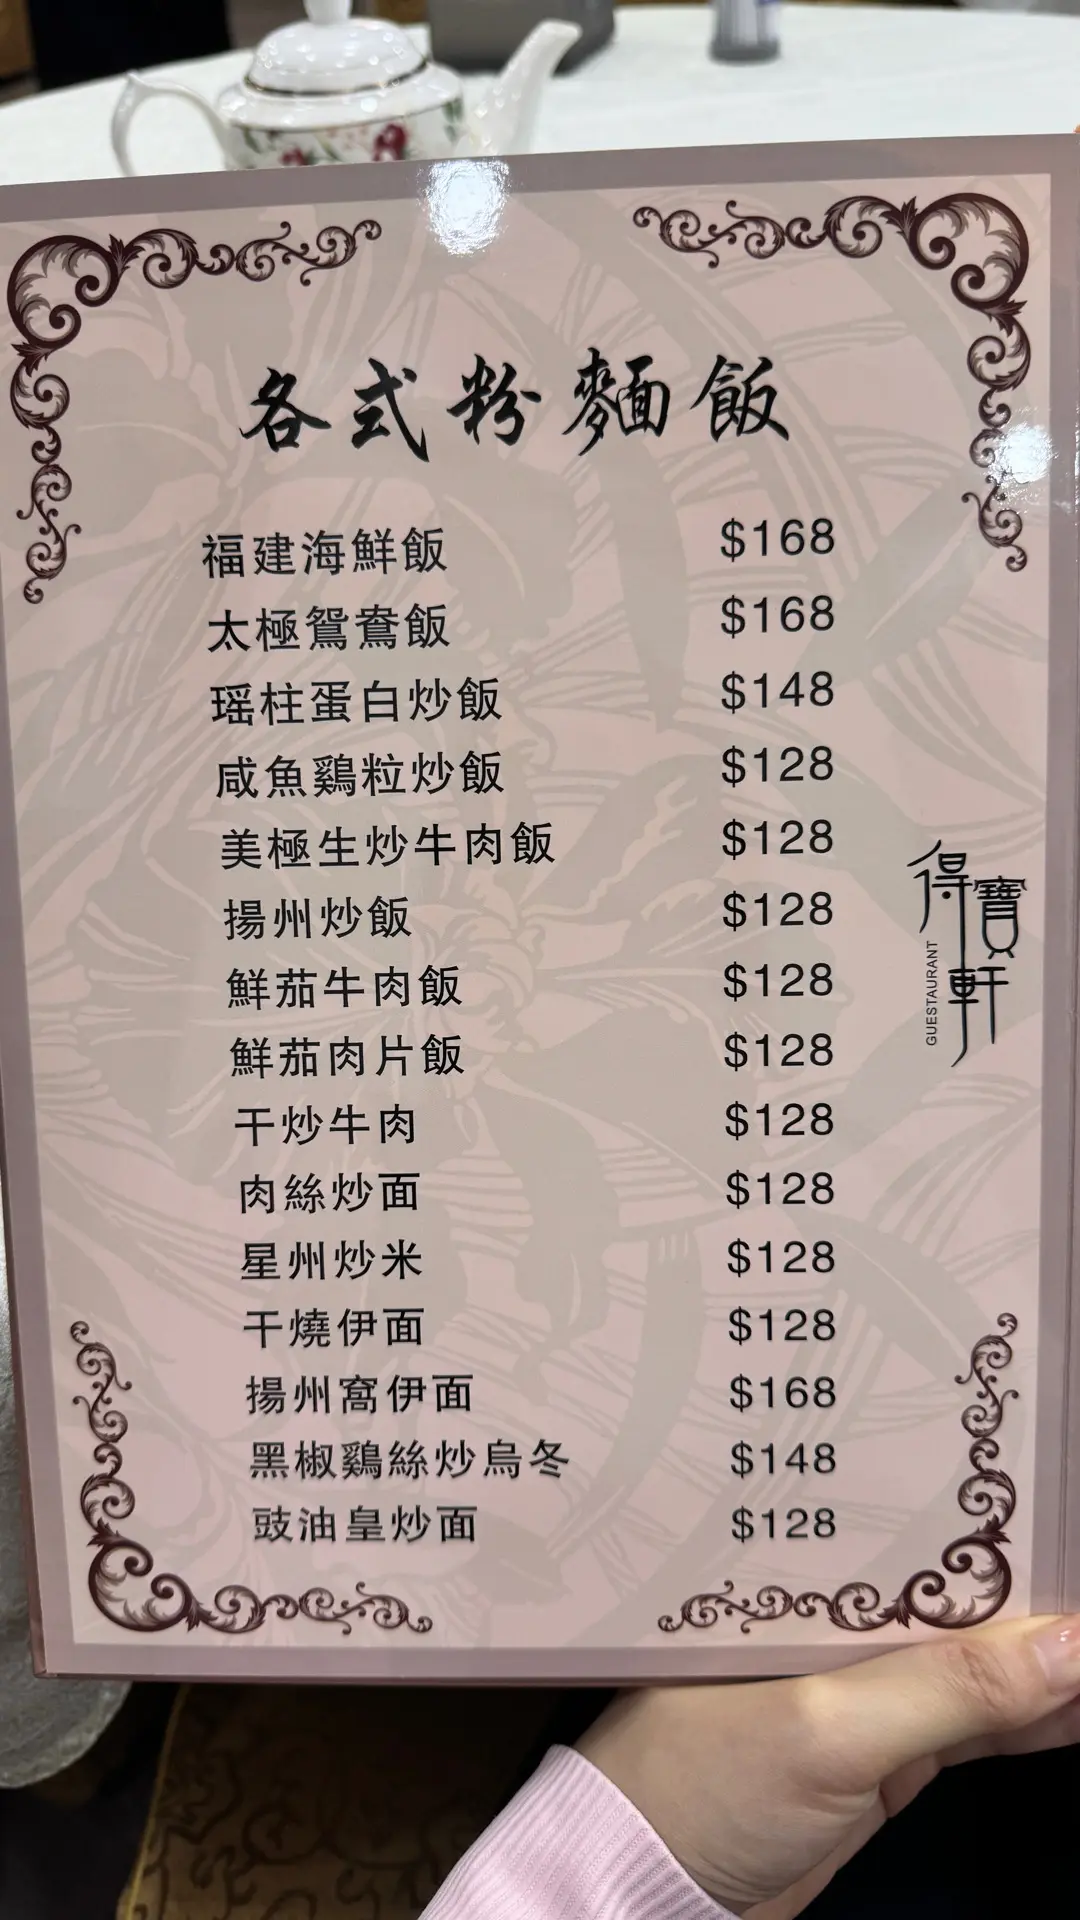 各式粉麵飯
福建海鮮飯 $168
太極鴛鴦飯 $168
瑶柱蛋白炒飯 $148
咸魚鷄粒炒飯 $128
美極生炒牛肉飯 $128
揚州炒飯 $128
鮮茄牛肉飯 $128
鮮茄肉片飯 $128
干炒牛肉 $128
肉絲炒面 $128
星州炒米 $128
干燒伊面 $128
揚州窩伊面 $168
黑椒鷄絲炒烏冬 $148
豉油皇炒面 $128
得寶軒
GUESTAURANT